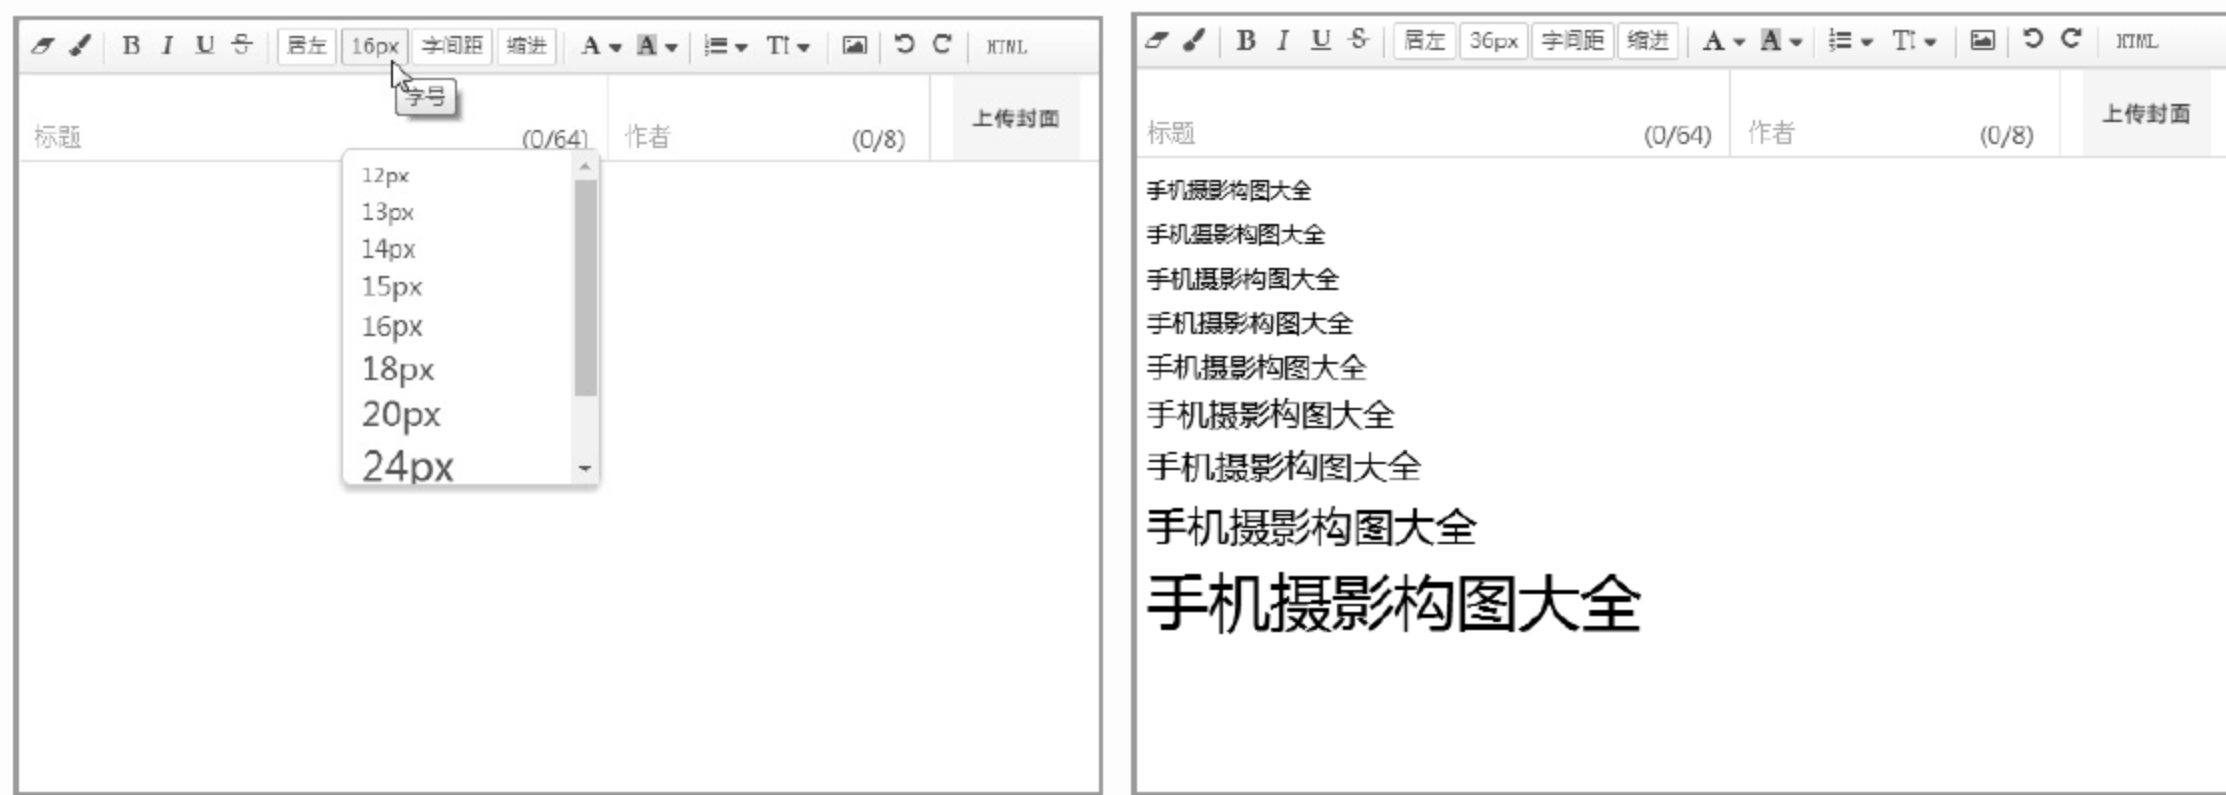 B I U S 居左 16px 字间距 缩进 A A Tt HTML
字号
标题 (0/64) 作者 (0/8) 上传封面
12px
13px
14px
15px
16px
18px
20px
24px
B I U S 居左 36px 字间距 缩进 A A Tt HTML
标题 (0/64) 作者 (0/8) 上传封面
手机摄影构图大全
手机摄影构图大全
手机摄影构图大全
手机摄影构图大全
手机摄影构图大全
手机摄影构图大全
手机摄影构图大全
手机摄影构图大全
手机摄影构图大全